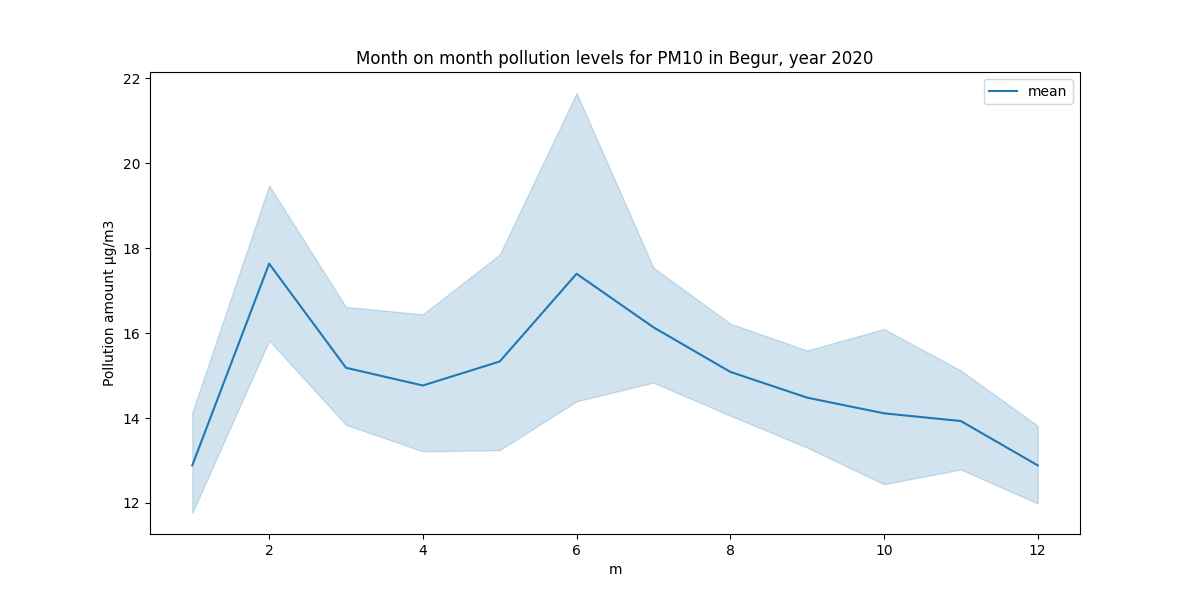 Month on month pollution levels for PM10 in Begur, year 2020
mean
Pollution amount µg/m3
22
20
18
16
14
12
2 4 6 8 10 12
m